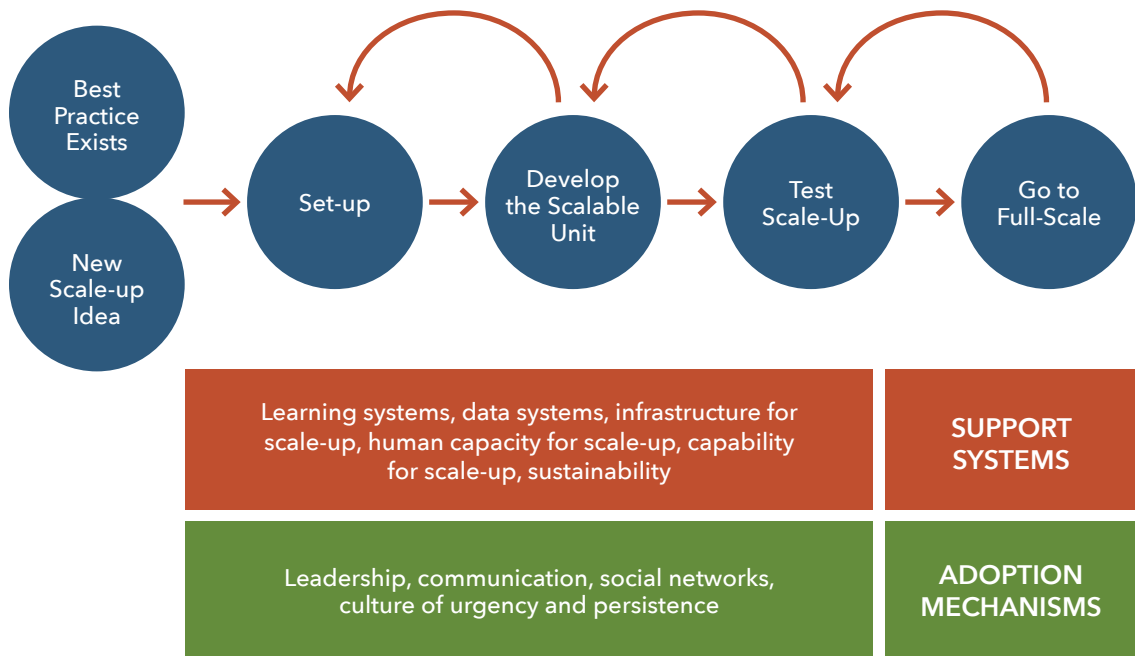 Best
Practice
Exists
New
Scale-up
Idea
Set-up
Develop
the Scalable
Unit
Test
Scale-Up
Go to
Full-Scale
Learning systems, data systems, infrastructure for
scale-up, human capacity for scale-up, capability
for scale-up, sustainability
SUPPORT
SYSTEMS
Leadership, communication, social networks,
culture of urgency and persistence
ADOPTION
MECHANISMS